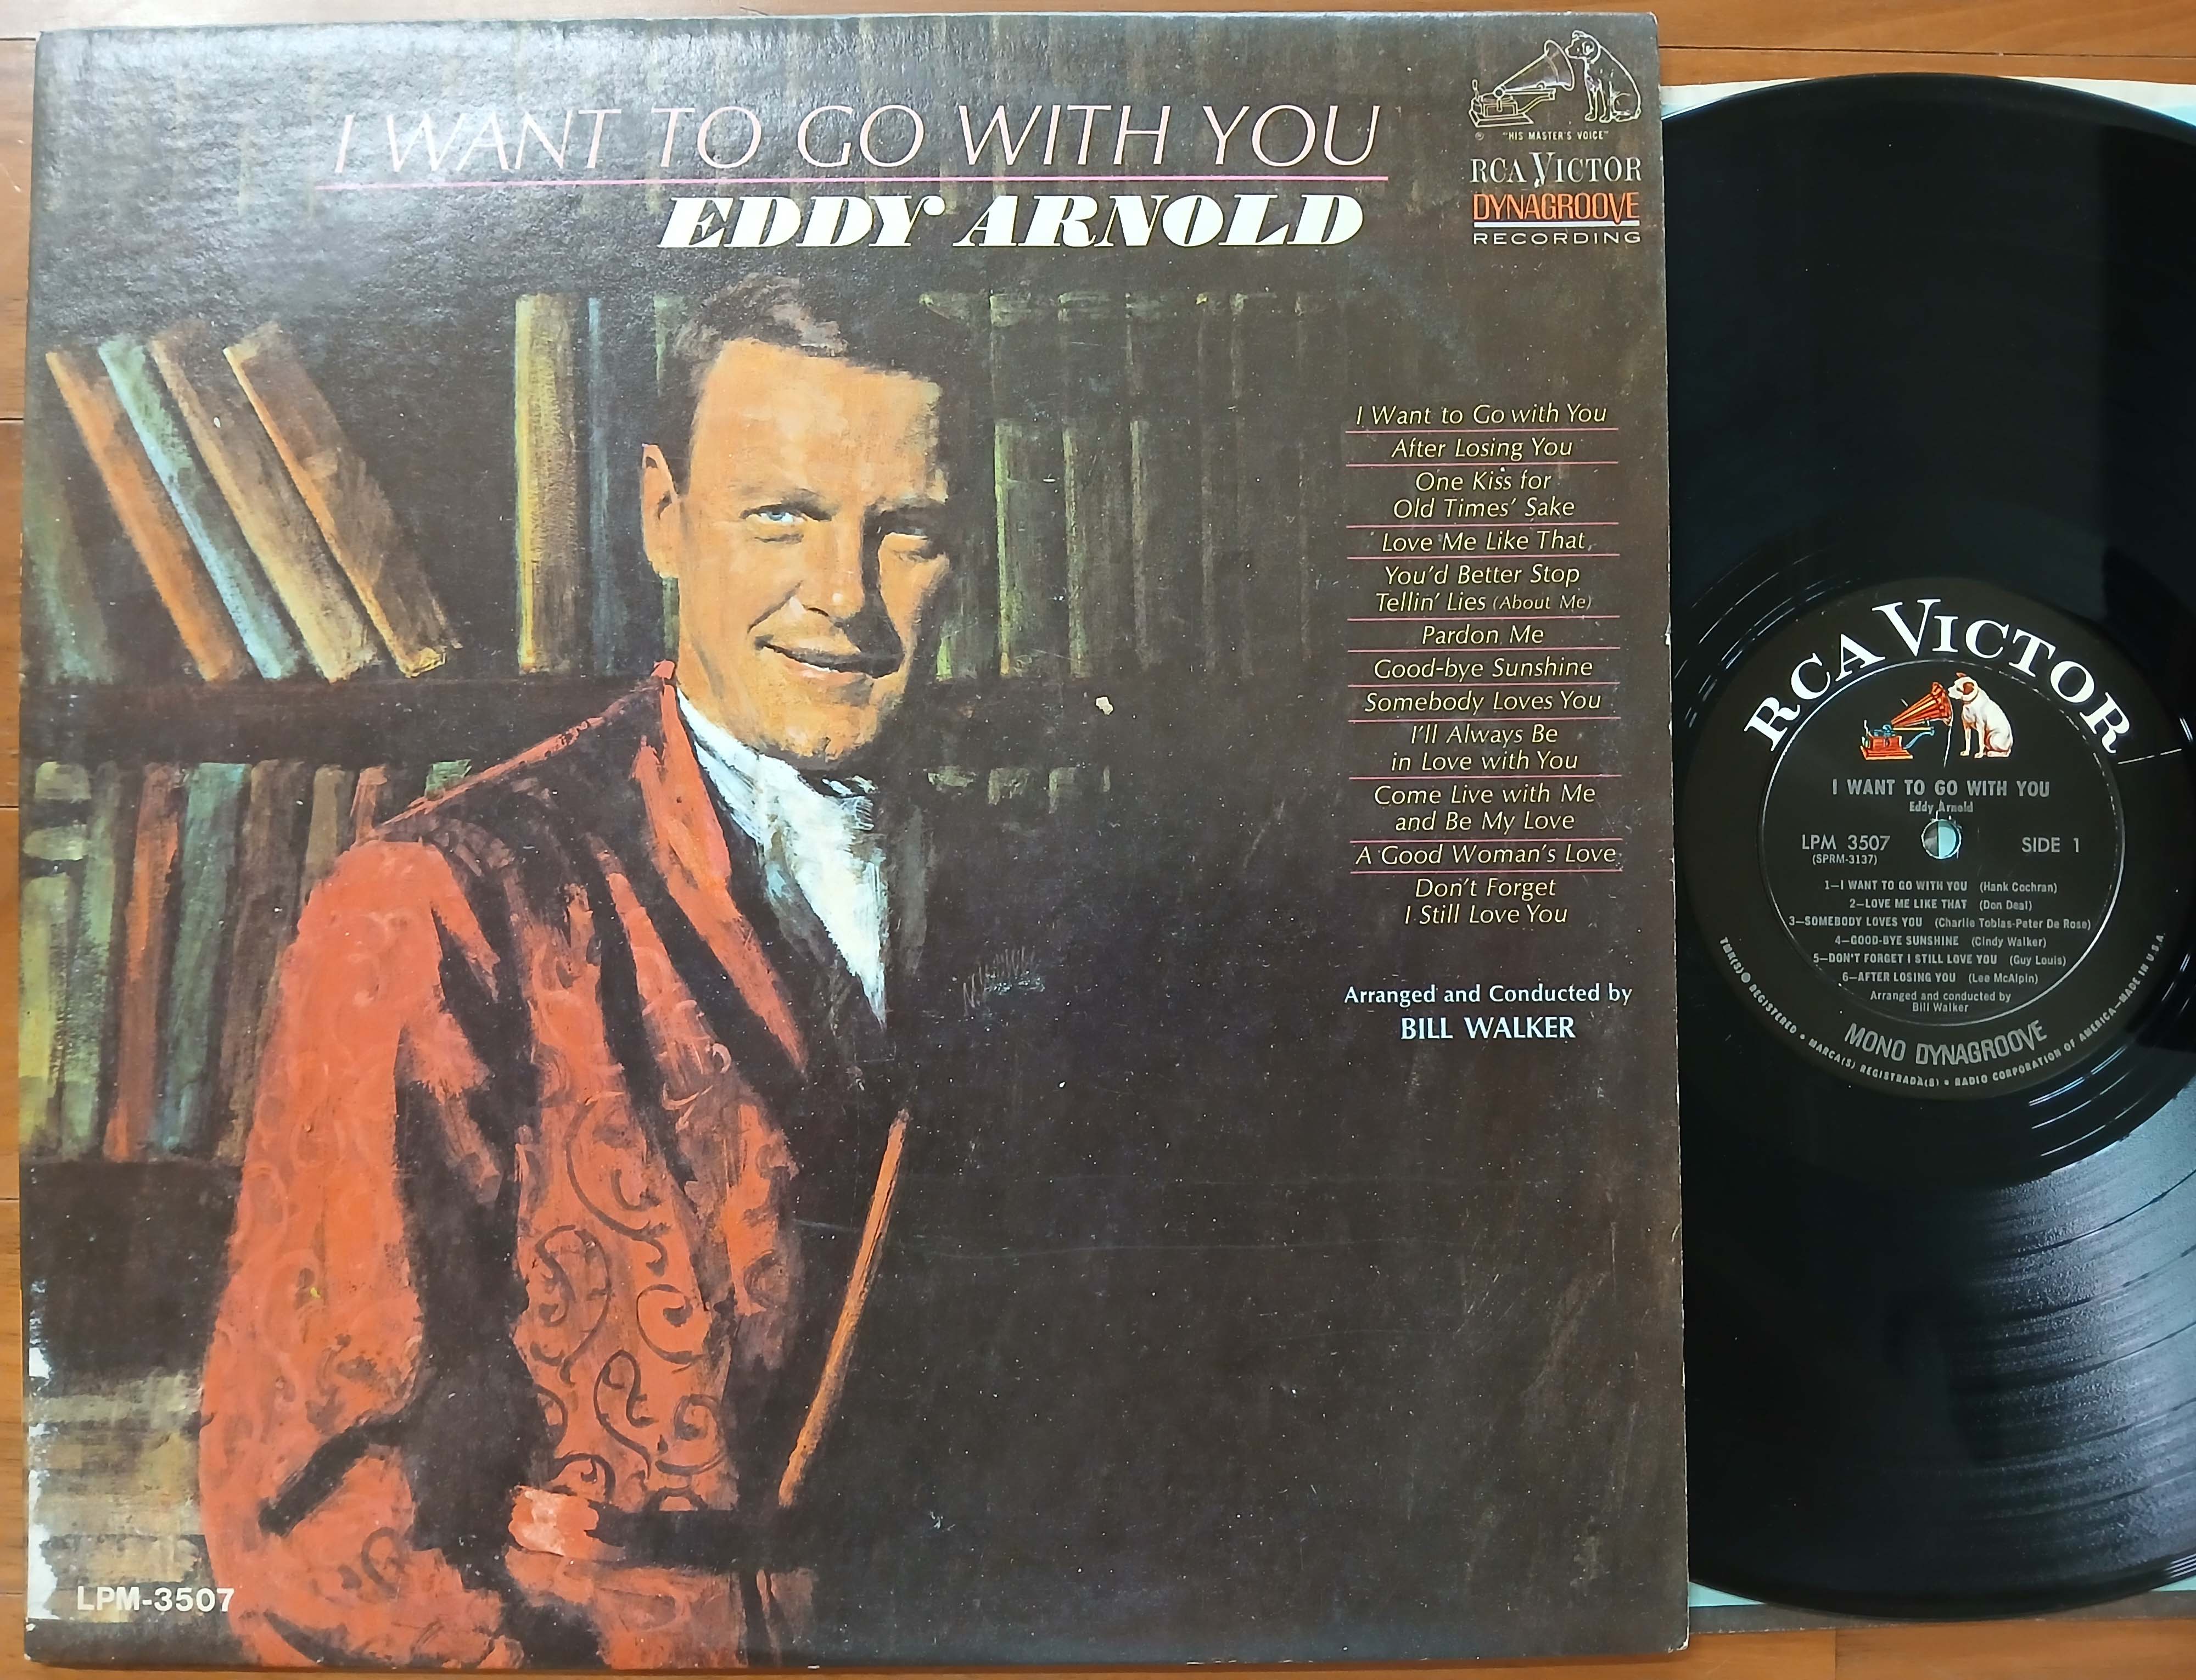 I WANT TO GO WITH YOU
EDDY ARNOLD
"HIS MASTER'S VOICE"
RCA VICTOR
DYNAGROOVE
RECORDING
I Want to Go with You
After Losing You
One Kiss for
Old Times' Sake
Love Me Like That
You'd Better Stop
Tellin' Lies (About Me)
Pardon Me
Good-bye Sunshine
Somebody Loves You
I'll Always Be
in Love with You
Come Live with Me
and Be My Love
A Good Woman's Love
Don't Forget
I Still Love You
Arranged and Conducted by
BILL WALKER
LPM-3507
RCA VICTOR
I WANT TO GO WITH YOU
Eddy Arnold
LPM 3507
(SPRM-3137)
SIDE 1
1—I WANT TO GO WITH YOU (Hank Cochran)
2—LOVE ME LIKE THAT (Don Deal)
3—SOMEBODY LOVES YOU (Charlie Tobias-Peter De Rose)
4—GOOD-BYE SUNSHINE (Cindy Walker)
5—DON'T FORGET I STILL LOVE YOU (Guy Louis)
6—AFTER LOSING YOU (Lee McAlpin)
Arranged and conducted by
Bill Walker
MONO DYNAGROOVE
TMK(S) ® REGISTERED • MARCA(S) REGISTRADA(S) • RADIO CORPORATION OF AMERICA—MADE IN U.S.A.